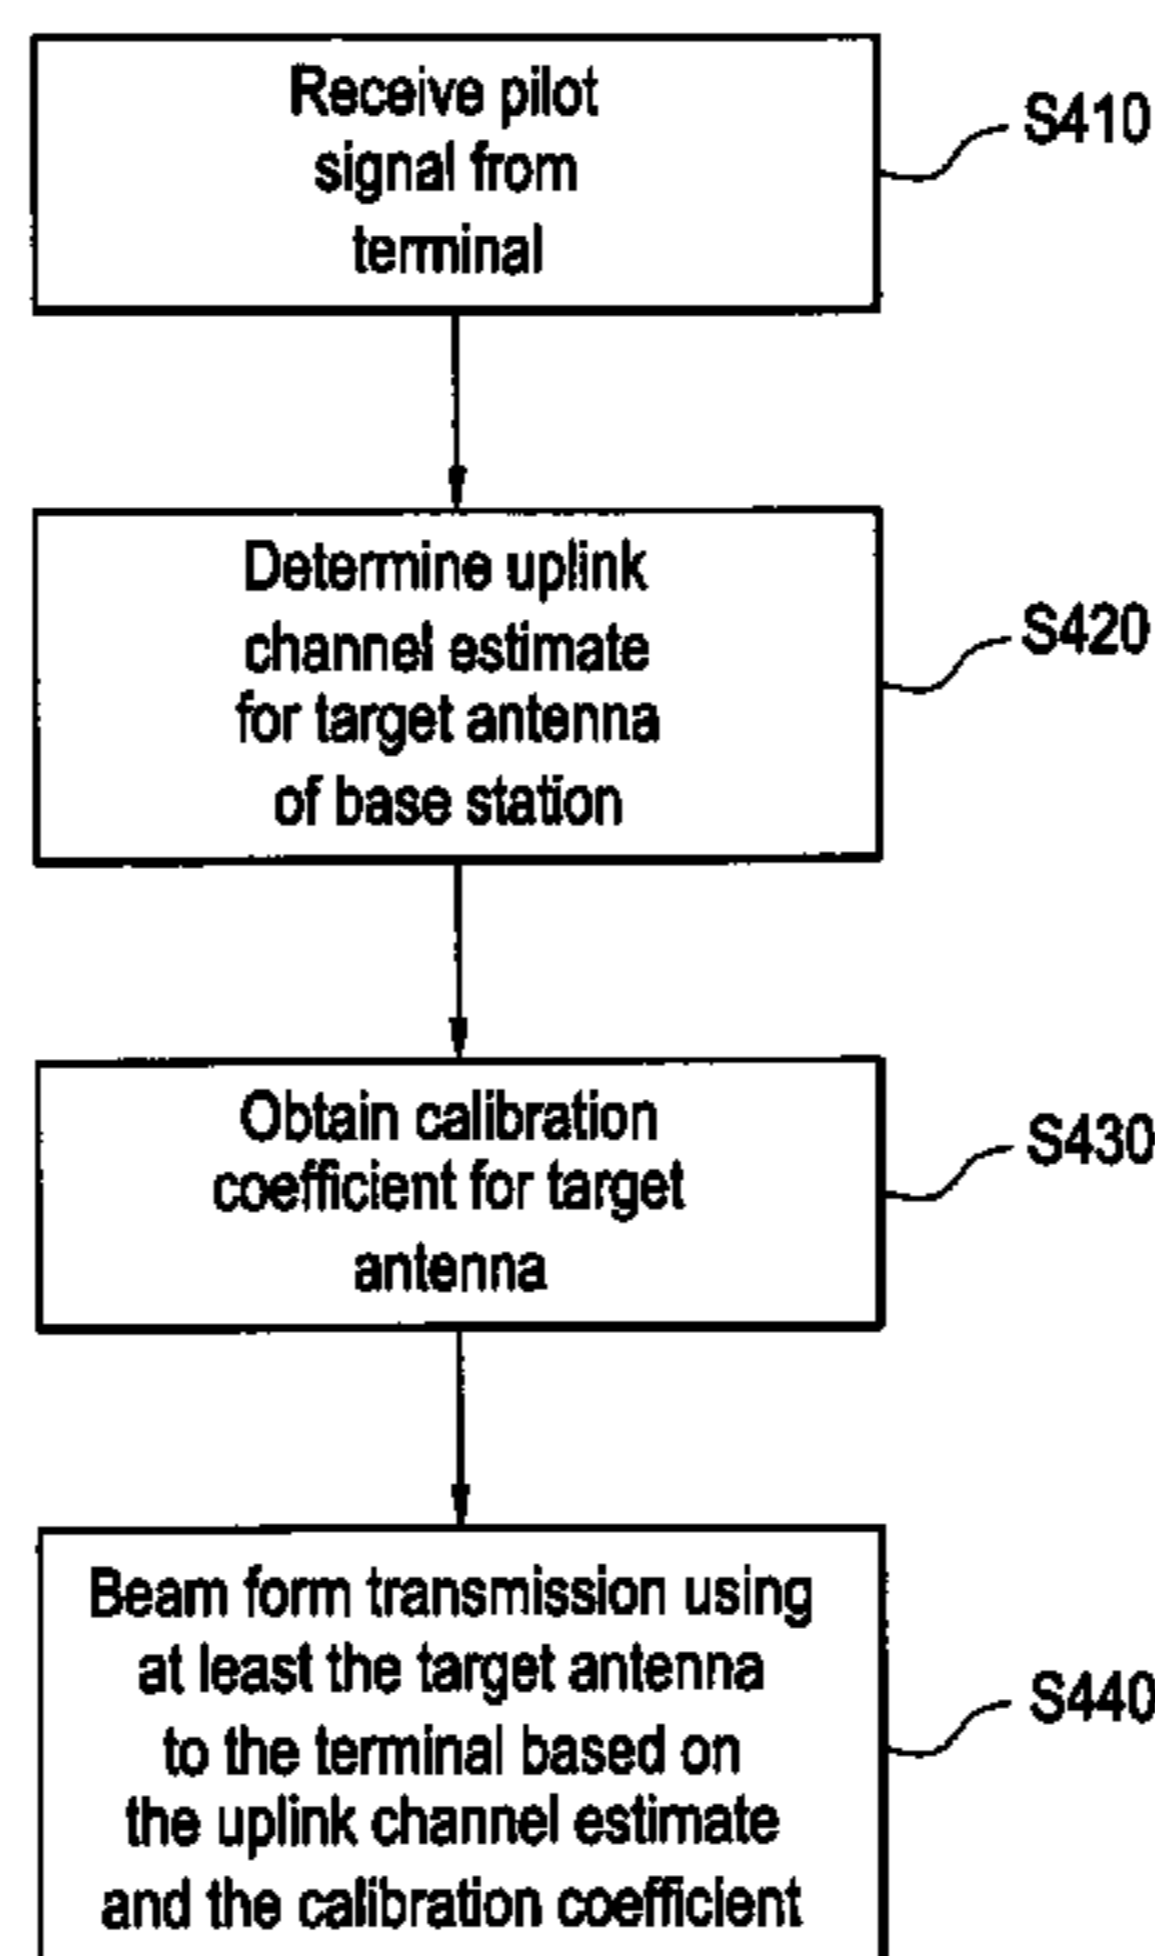 Receive pilot
signal from
terminal
S410
Determine uplink
channel estimate
for target antenna
of base station
S420
Obtain calibration
coefficient for target
antenna
S430
Beam form transmission using
at least the target antenna
to the terminal based on
the uplink channel estimate
and the calibration coefficient
S440